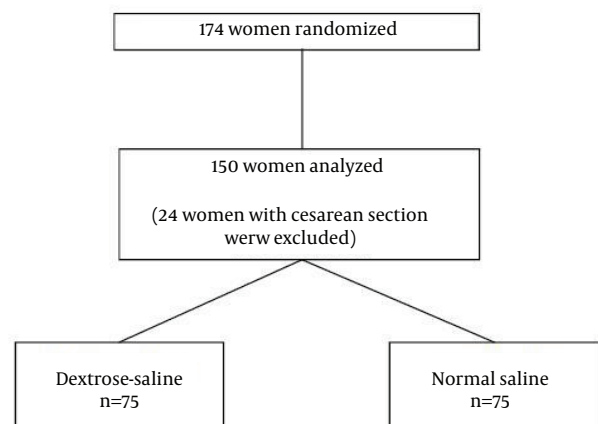 174 women randomized
150 women analyzed
(24 women with cesarean section
werw excluded)
Dextrose-saline
n=75
Normal saline
n=75